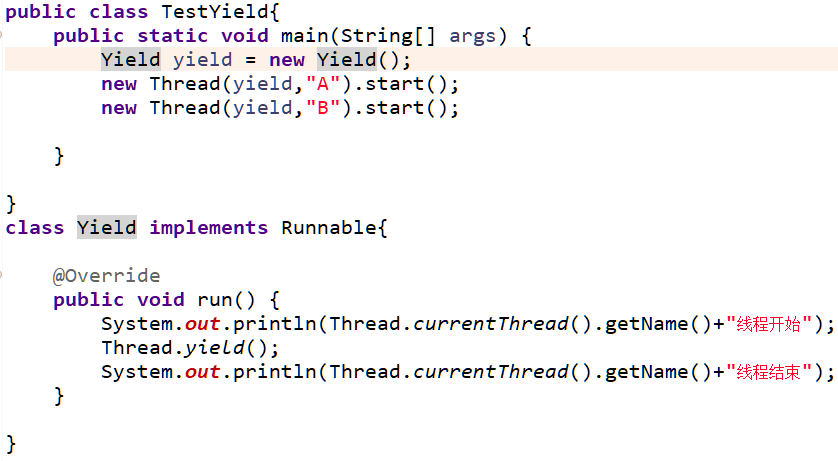 public class TestYield{
    public static void main(String[] args) {
        Yield yield = new Yield();
        new Thread(yield,"A").start();
        new Thread(yield,"B").start();
    }
}
class Yield implements Runnable{
    @Override
    public void run() {
        System.out.println(Thread.currentThread().getName()+"线程开始");
        Thread.yield();
        System.out.println(Thread.currentThread().getName()+"线程结束");
    }
}